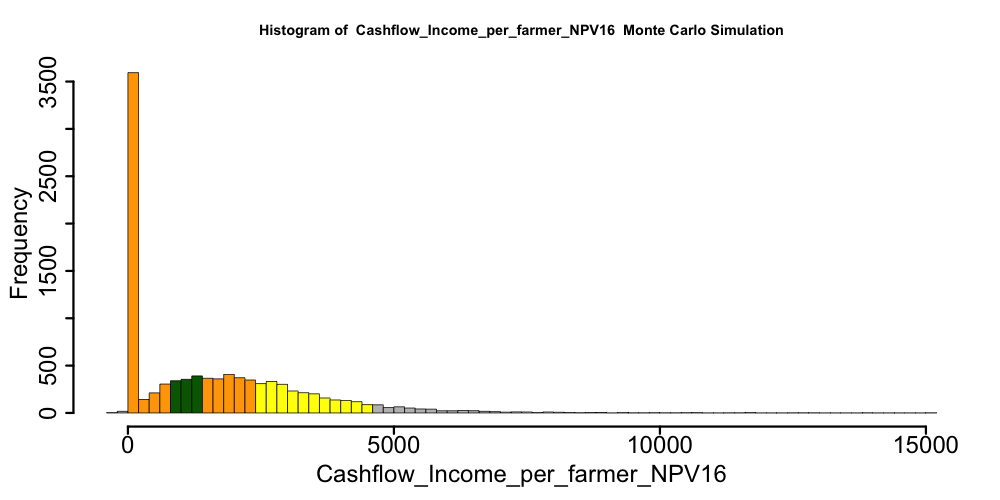 Histogram of  Cashflow_Income_per_farmer_NPV16  Monte Carlo Simulation
Frequency
3500
2500
1500
500
0
0 5000 10000 15000
Cashflow_Income_per_farmer_NPV16